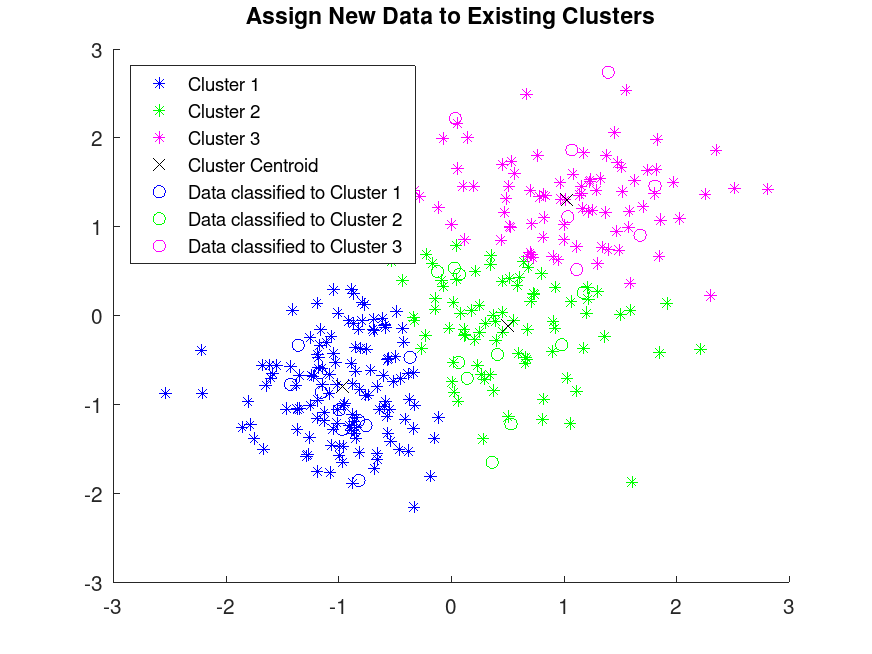 Assign New Data to Existing Clusters
3
2
1
0
-1
-2
-3
Cluster 1
Cluster 2
Cluster 3
Cluster Centroid
Data classified to Cluster 1
Data classified to Cluster 2
Data classified to Cluster 3
-3 -2 -1 0 1 2 3